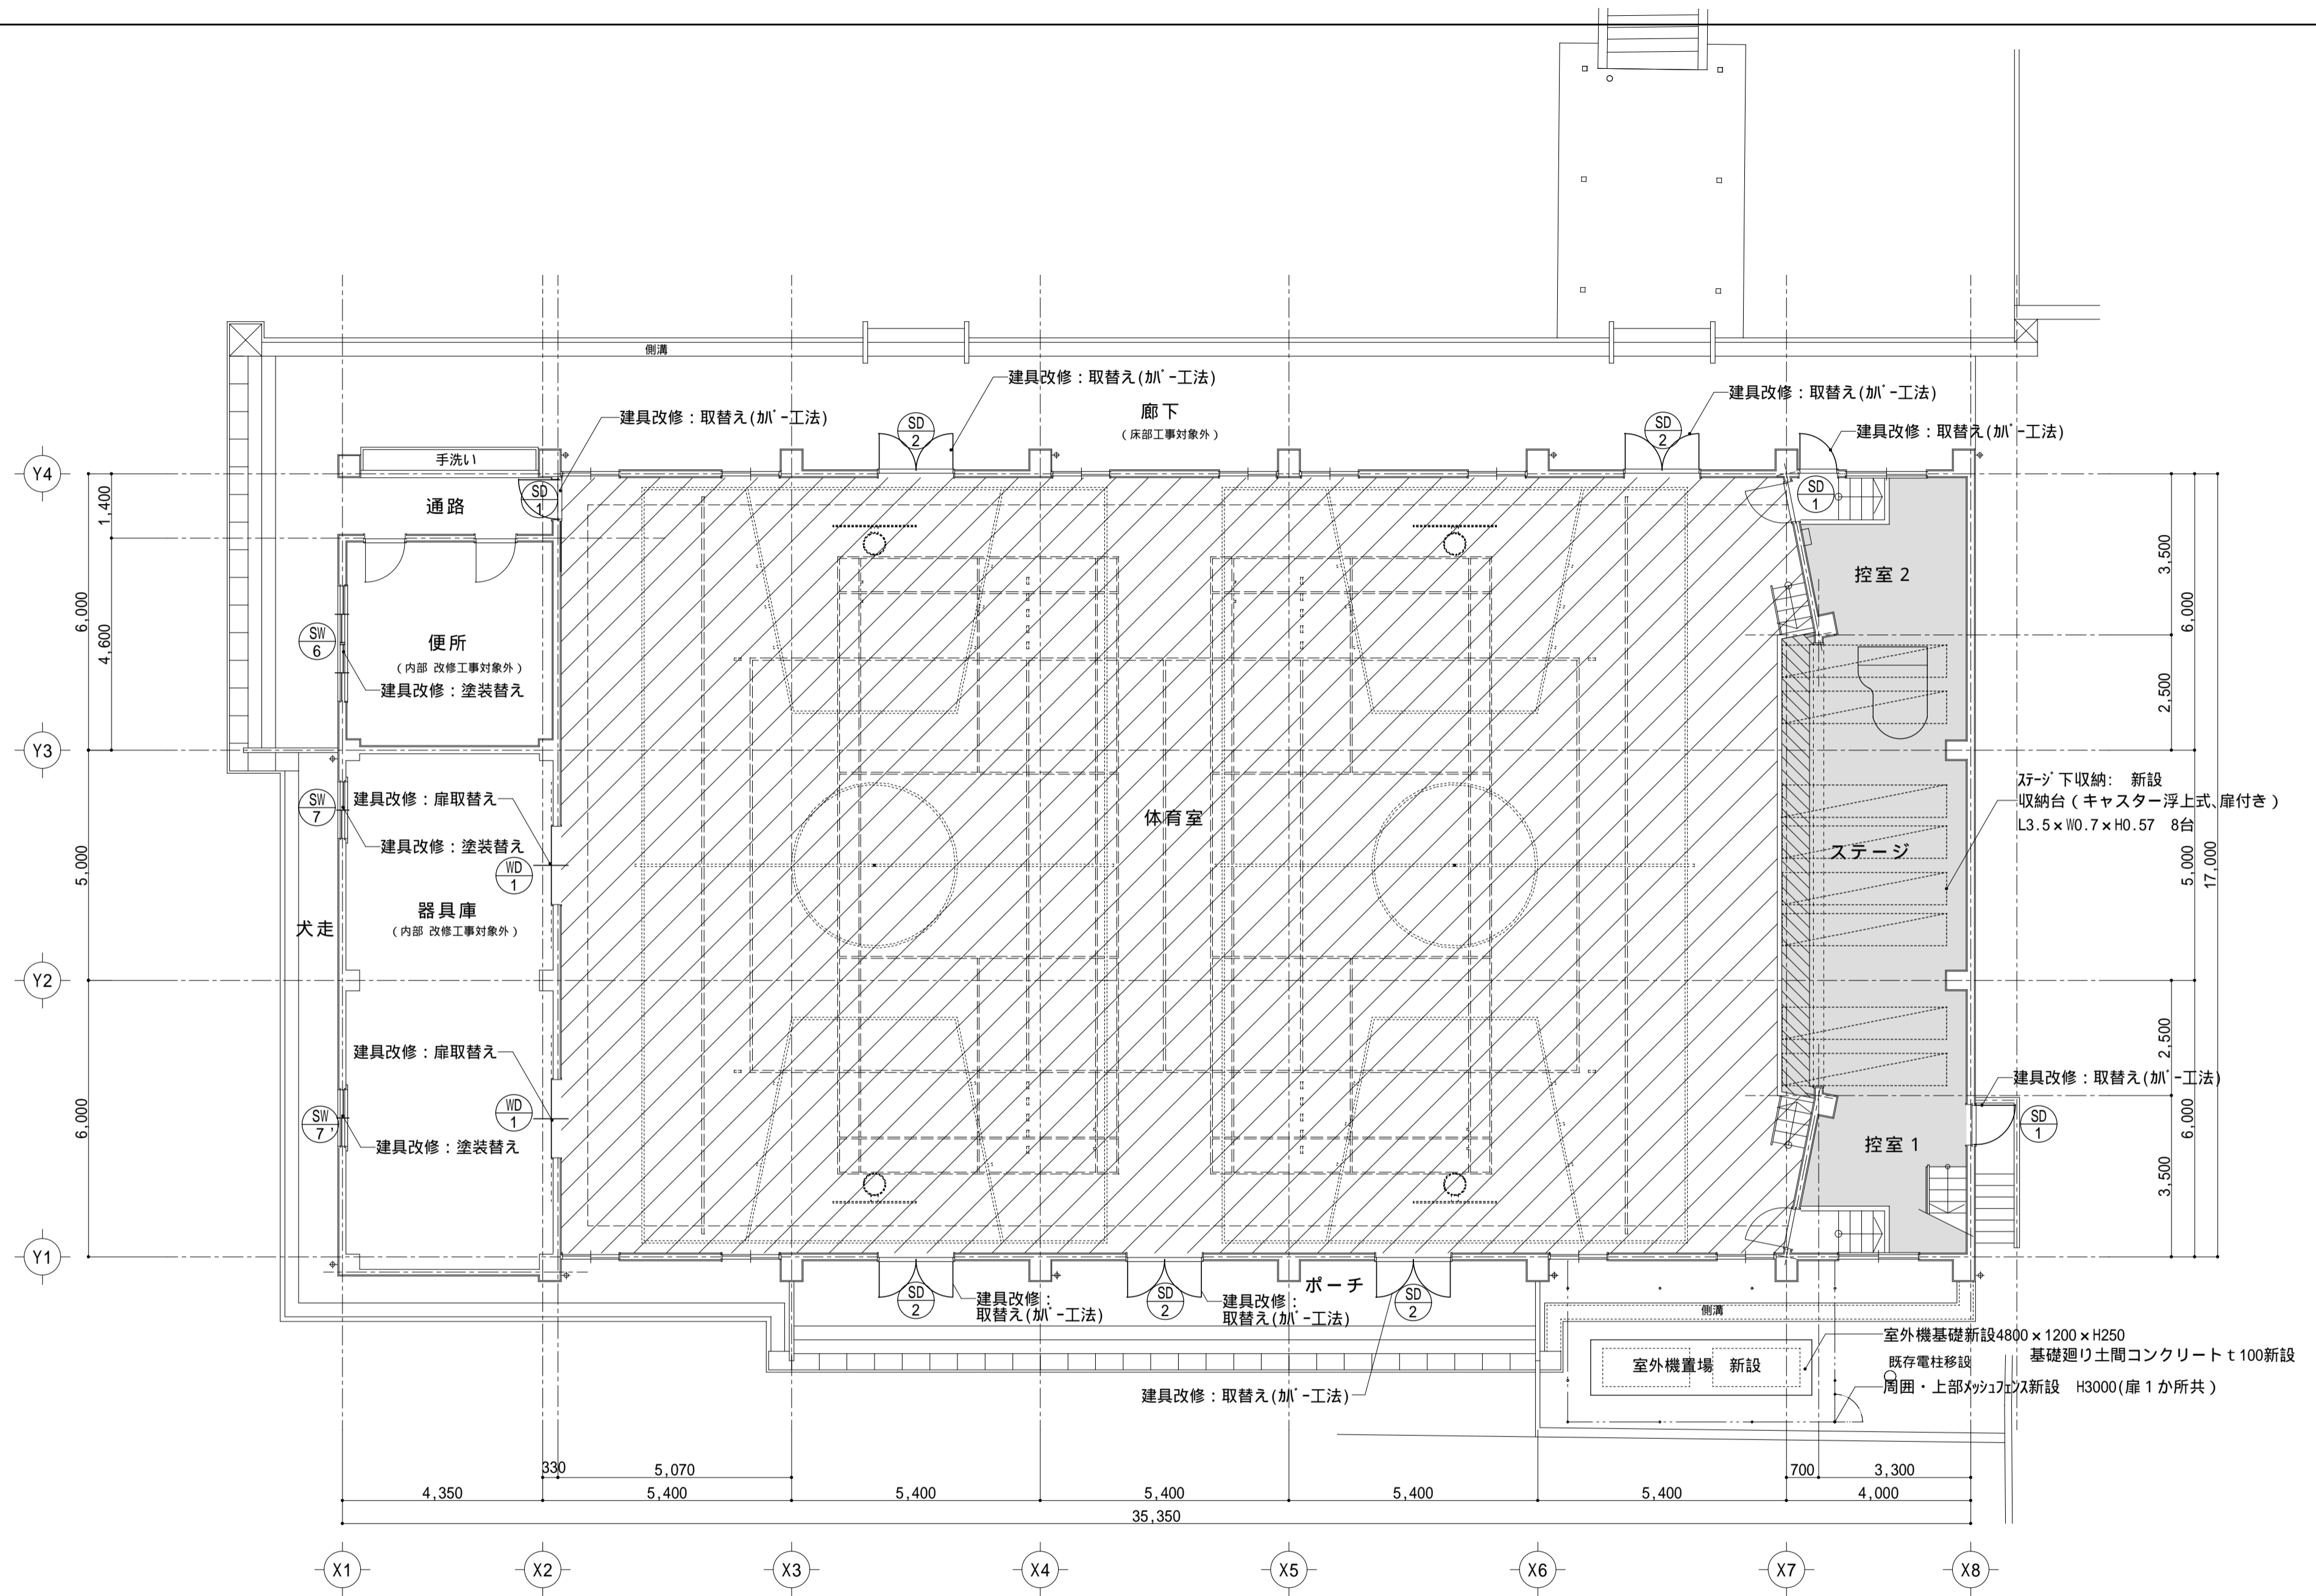 側溝
建具改修：取替え(ｶﾊﾞｰ工法)
建具改修：取替え(ｶﾊﾞｰ工法)
廊下
（床部工事対象外）
建具改修：取替え(ｶﾊﾞｰ工法)
建具改修：取替え(ｶﾊﾞｰ工法)
SD
2
SD
2
手洗い
Y4
SD
1
SD
1
通路
1,400
3,500
控室２
6,000
4,600
6,000
SW
6
便所
（内部 改修工事対象外）
建具改修：塗装替え
2,500
Y3
ｽﾃｰｼﾞ下収納:　新設
収納台（キャスター浮上式、扉付き）
L3.5×W0.7×H0.57　8台
SW
7
建具改修：扉取替え
建具改修：塗装替え
体育室
ステージ
5,000
5,000
17,000
WD
1
器具庫
（内部 改修工事対象外）
犬走
Y2
2,500
建具改修：扉取替え
建具改修：取替え(ｶﾊﾞｰ工法)
WD
1
SW
7'
SD
1
6,000
6,000
建具改修：塗装替え
控室１
3,500
Y1
SD
2
SD
2
SD
2
ポーチ
建具改修：
取替え(ｶﾊﾞｰ工法)
建具改修：
取替え(ｶﾊﾞｰ工法)
側溝
室外機基礎新設4800×1200×H250
基礎廻り土間コンクリートｔ100新設
室外機置場　新設
既存電柱移設
周囲・上部ﾒｯｼｭﾌｪﾝｽ新設　H3000(扉１か所共）
建具改修：取替え(ｶﾊﾞｰ工法)
330
5,070
700
3,300
4,350
5,400
5,400
5,400
5,400
5,400
4,000
35,350
X1
X2
X3
X4
X5
X6
X7
X8